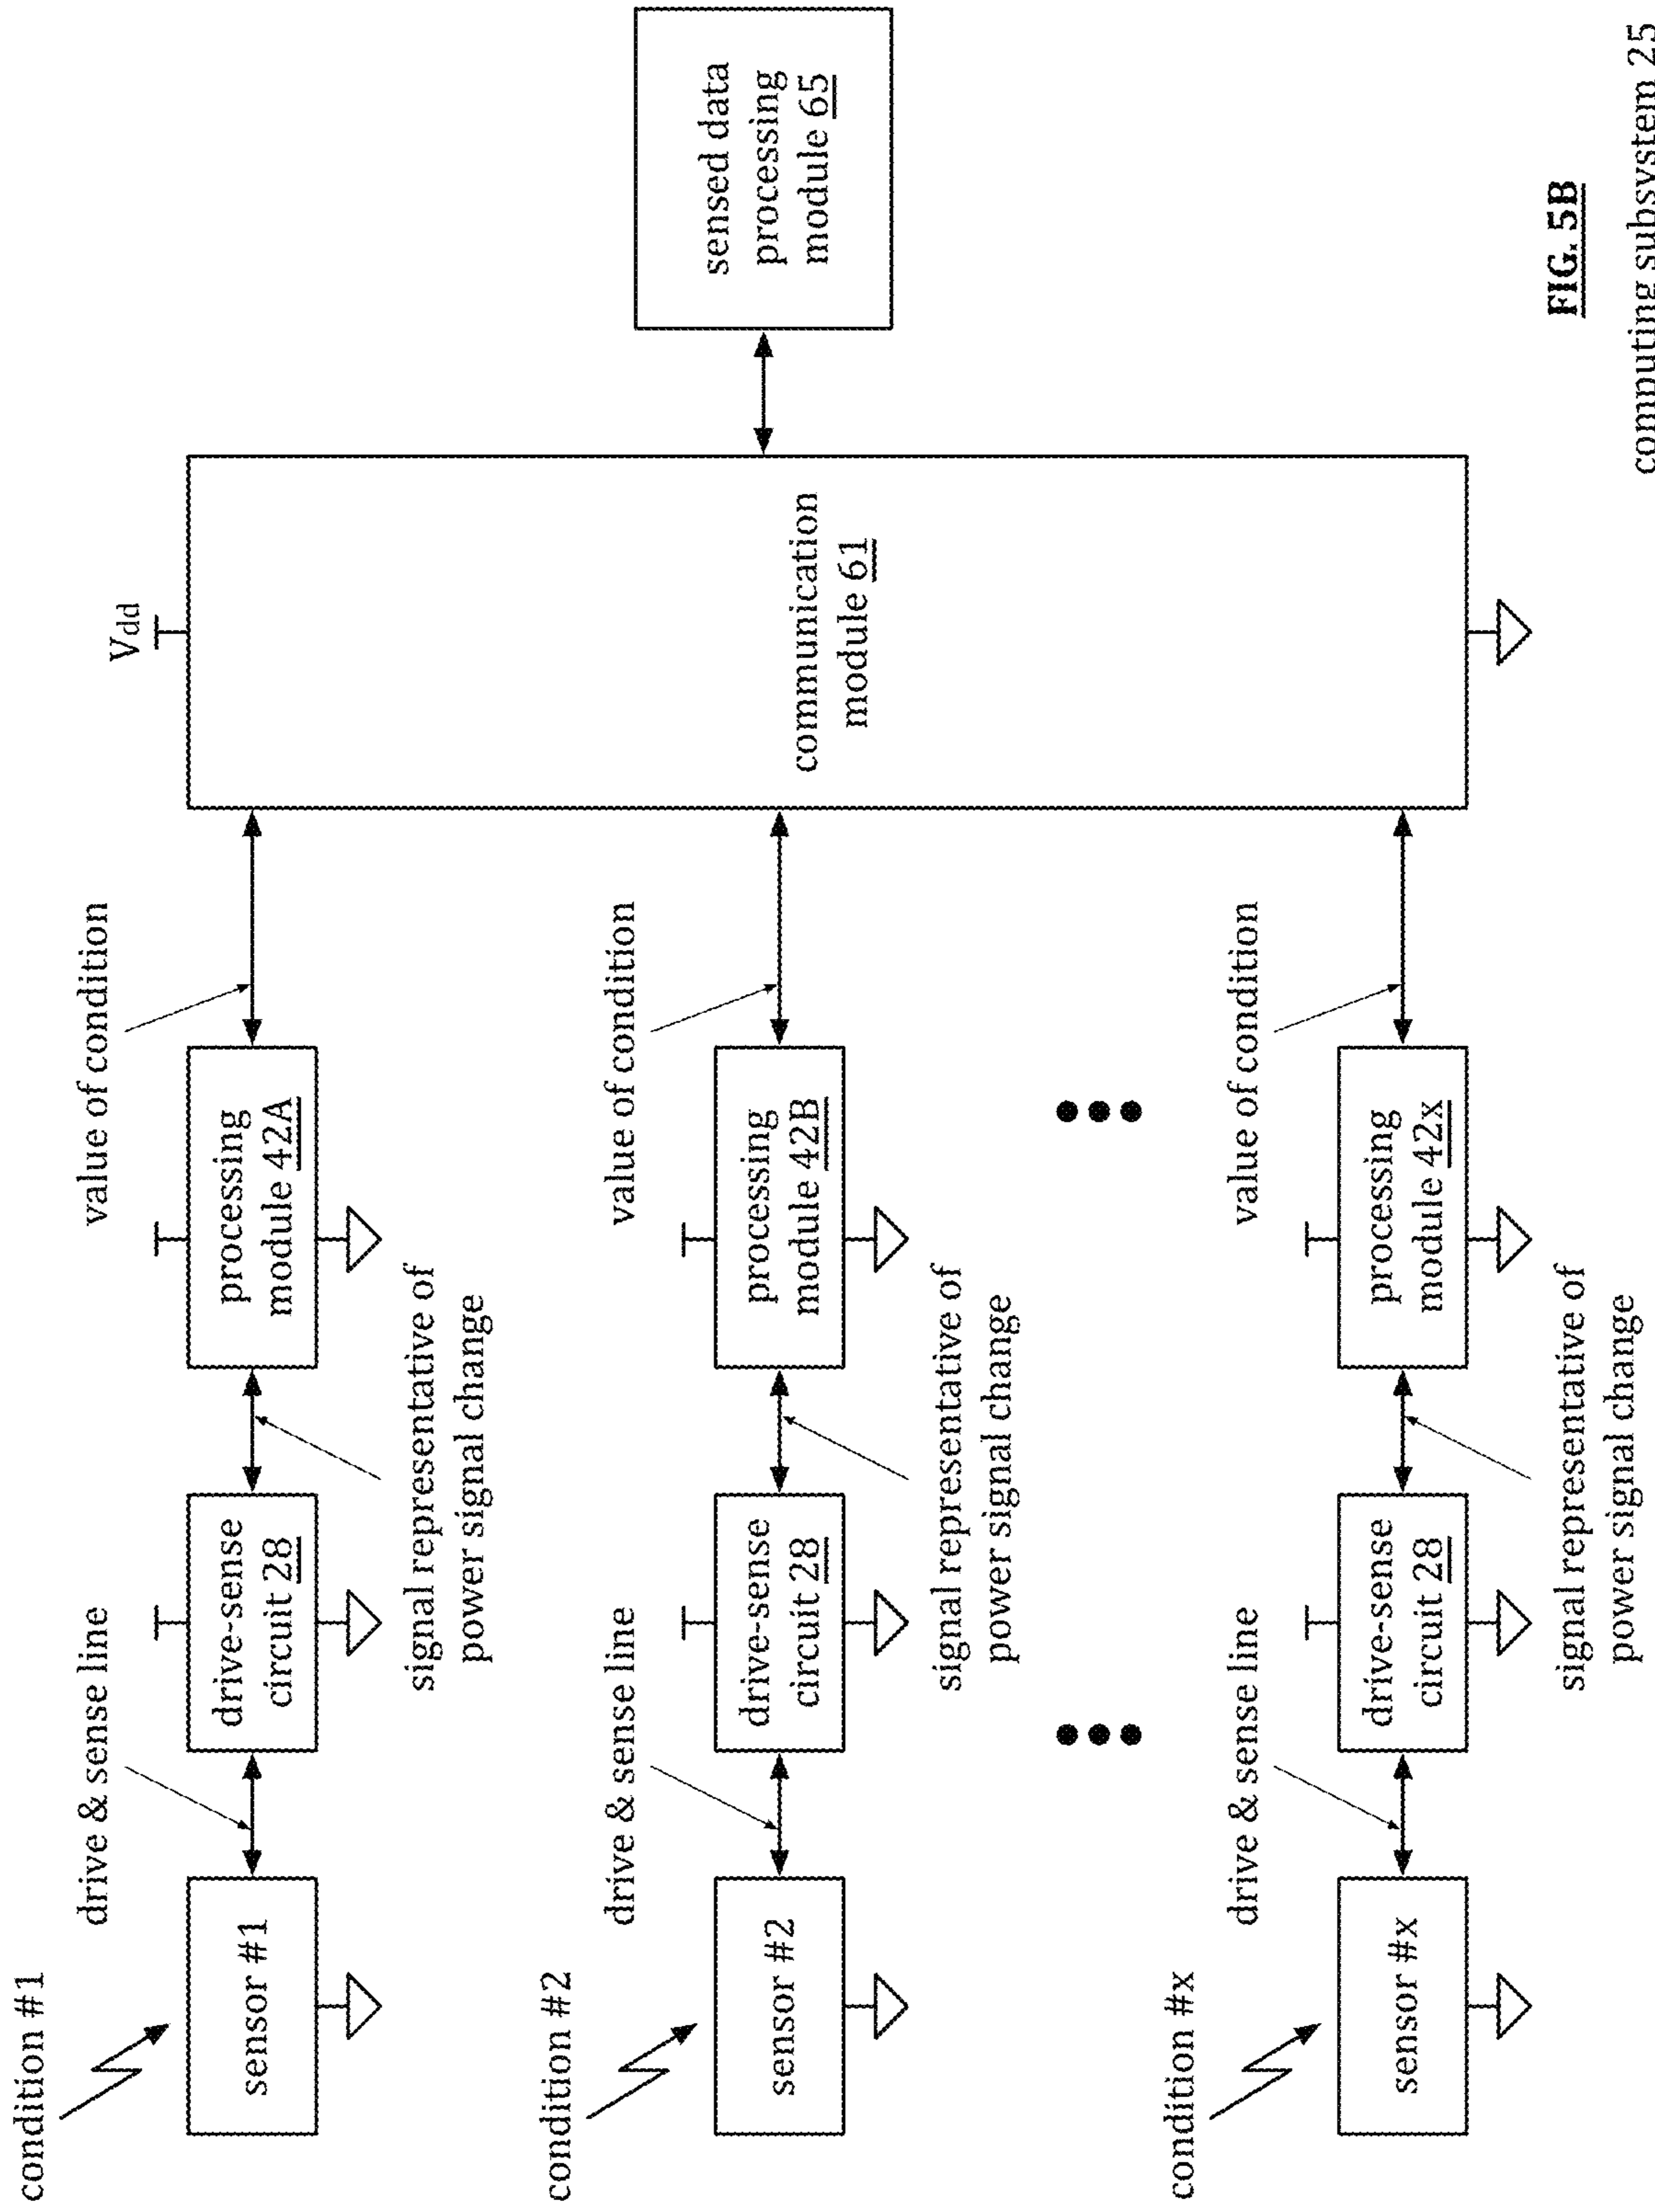 condition #1
drive & sense line
value of condition
Vdd
sensor #1
drive-sense
circuit 28
processing
module 42A
signal representative of
power signal change
condition #2
drive & sense line
value of condition
sensor #2
drive-sense
circuit 28
processing
module 42B
signal representative of
power signal change
communication
module 61
sensed data
processing
module 65
condition #x
drive & sense line
value of condition
sensor #x
drive-sense
circuit 28
processing
module 42x
signal representative of
power signal change
FIG. 5B
computing subsystem 25